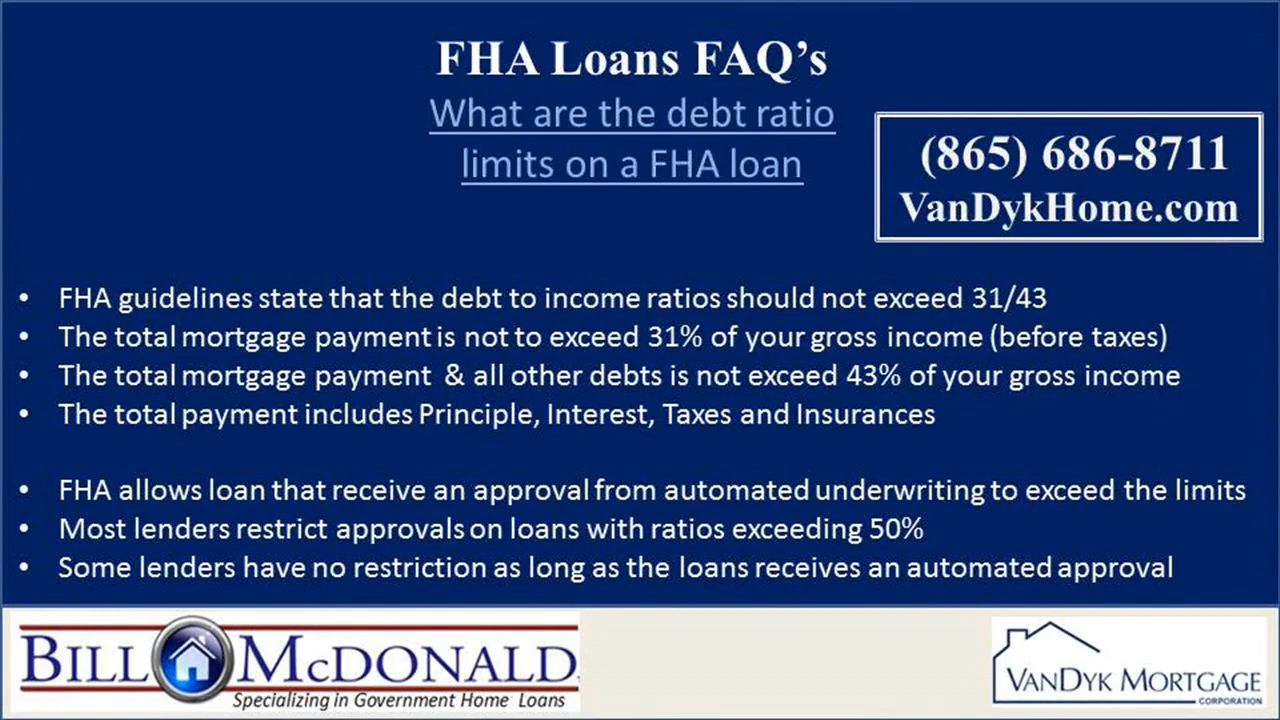 FHA Loans FAQ's
What are the debt ratio
limits on a FHA loan
(865) 686-8711
VanDykHome.com
• FHA guidelines state that the debt to income ratios should not exceed 31/43
• The total mortgage payment is not to exceed 31% of your gross income (before taxes)
• The total mortgage payment & all other debts is not exceed 43% of your gross income
• The total payment includes Principle, Interest, Taxes and Insurances
• FHA allows loan that receive an approval from automated underwriting to exceed the limits
• Most lenders restrict approvals on loans with ratios exceeding 50%
• Some lenders have no restriction as long as the loans receives an automated approval
BILL MCDONALD
Specializing in Government Home Loans
VANDYK MORTGAGE
CORPORATION